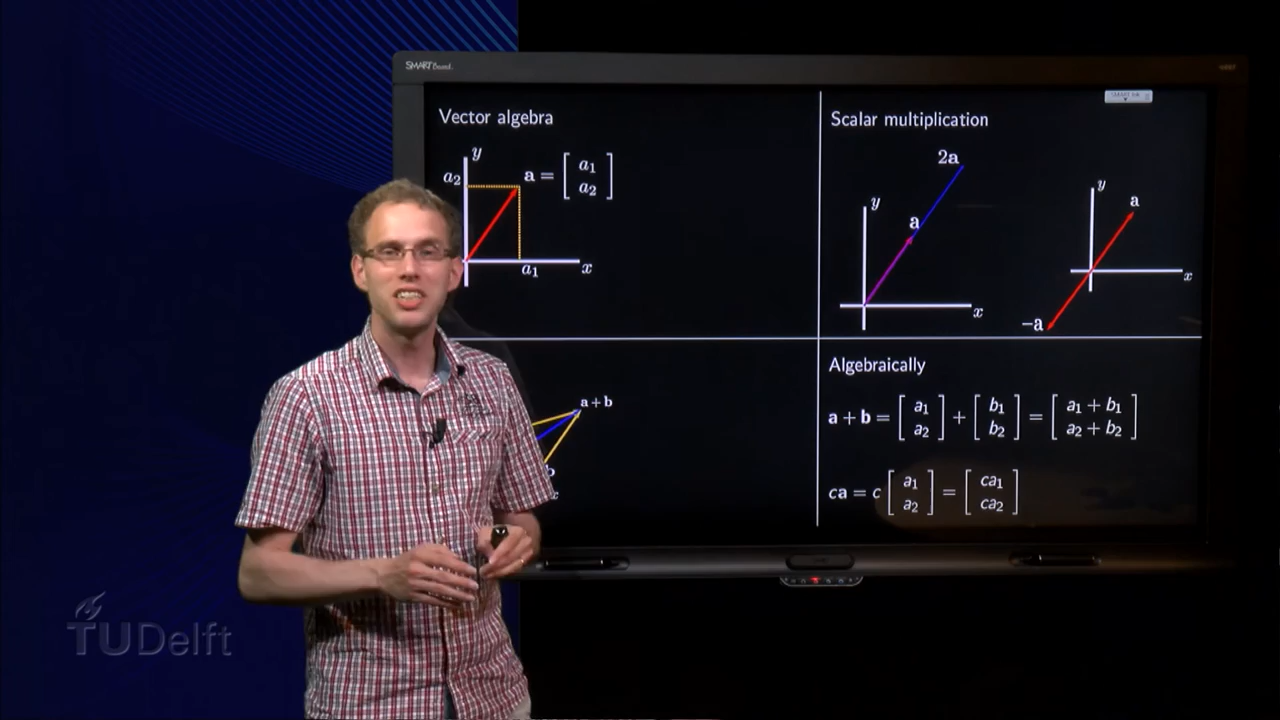 SMART Board
Vector algebra
y
a₂
a = [ a₁ a₂ ]
a₁
x
Scalar multiplication
2a
y
a
x
y
a
x
−a
a + b
b
x
Algebraically
a + b = [ a₁ a₂ ] + [ b₁ b₂ ] = [ a₁ + b₁ a₂ + b₂ ]
ca = c [ a₁ a₂ ] = [ ca₁ ca₂ ]
TUDelft